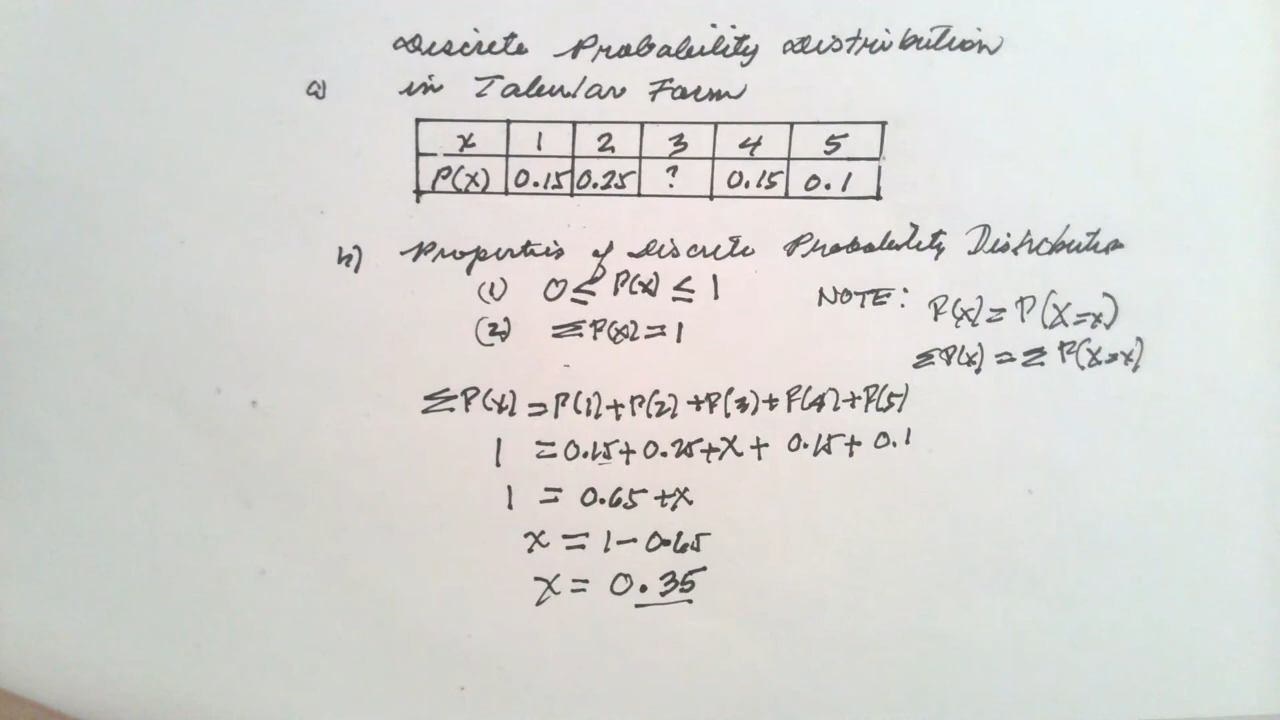 Discrete Probability Distribution
a) in Tabular Form
x 1 2 3 4 5
P(x) 0.15 0.25 ? 0.15 0.1
b) Properties of Discrete Probability Distribution
(1) 0 ≤ P(x) ≤ 1 NOTE: P(x) = P(X=x)
(2) ΣP(x) = 1 ΣP(x) = Σ P(X=x)
ΣP(x) = P(1)+P(2)+P(3)+P(4)+P(5)
1 = 0.15+0.25+x+ 0.15+ 0.1
1 = 0.65 +x
x = 1-0.65
x = 0.35